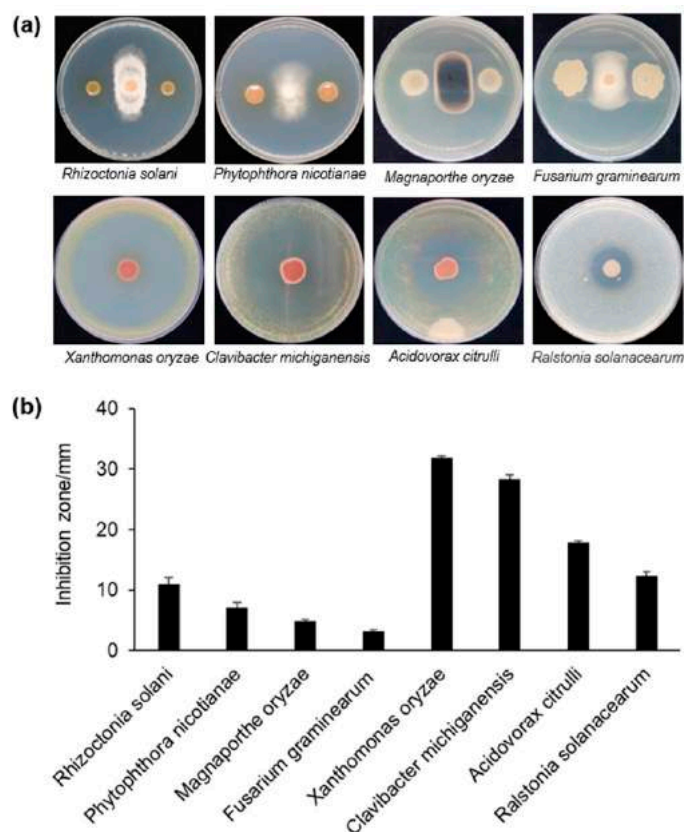 (a)
Rhizoctonia solani Phytophthora nicotianae Magnaporthe oryzae Fusarium graminearum
Xanthomonas oryzae Clavibacter michiganensis Acidovorax citrulli Ralstonia solanacearum
(b)
Inhibition zone/mm
40
30
20
10
0
Rhizoctonia solani
Phytophthora nicotianae
Magnaporthe oryzae
Fusarium graminearum
Xanthomonas oryzae
Clavibacter michiganensis
Acidovorax citrulli
Ralstonia solanacearum